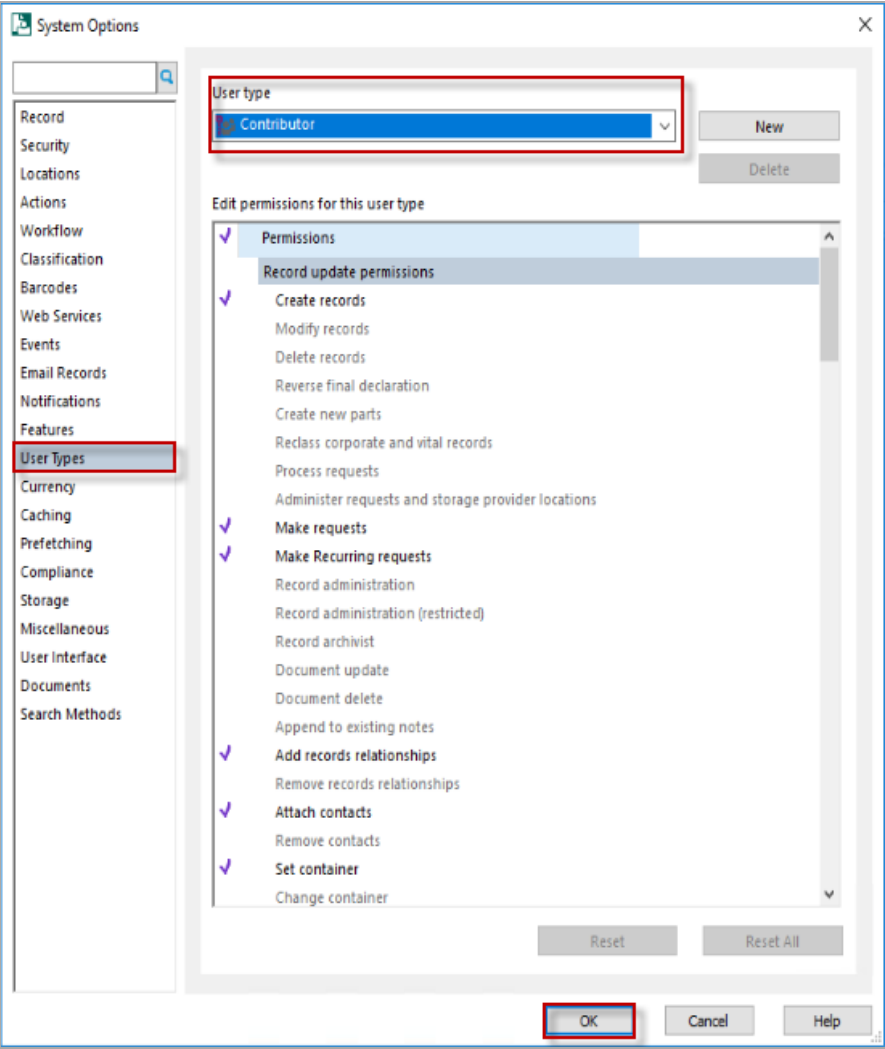 System Options
Record
Security
Locations
Actions
Workflow
Classification
Barcodes
Web Services
Events
Email Records
Notifications
Features
User Types
Currency
Caching
Prefetching
Compliance
Storage
Miscellaneous
User Interface
Documents
Search Methods
User type
Contributor
New
Delete
Edit permissions for this user type
Permissions
Record update permissions
Create records
Modify records
Delete records
Reverse final declaration
Create new parts
Reclass corporate and vital records
Process requests
Administer requests and storage provider locations
Make requests
Make Recurring requests
Record administration
Record administration (restricted)
Record archivist
Document update
Document delete
Append to existing notes
Add records relationships
Remove records relationships
Attach contacts
Remove contacts
Set container
Change container
Reset
Reset All
OK
Cancel
Help